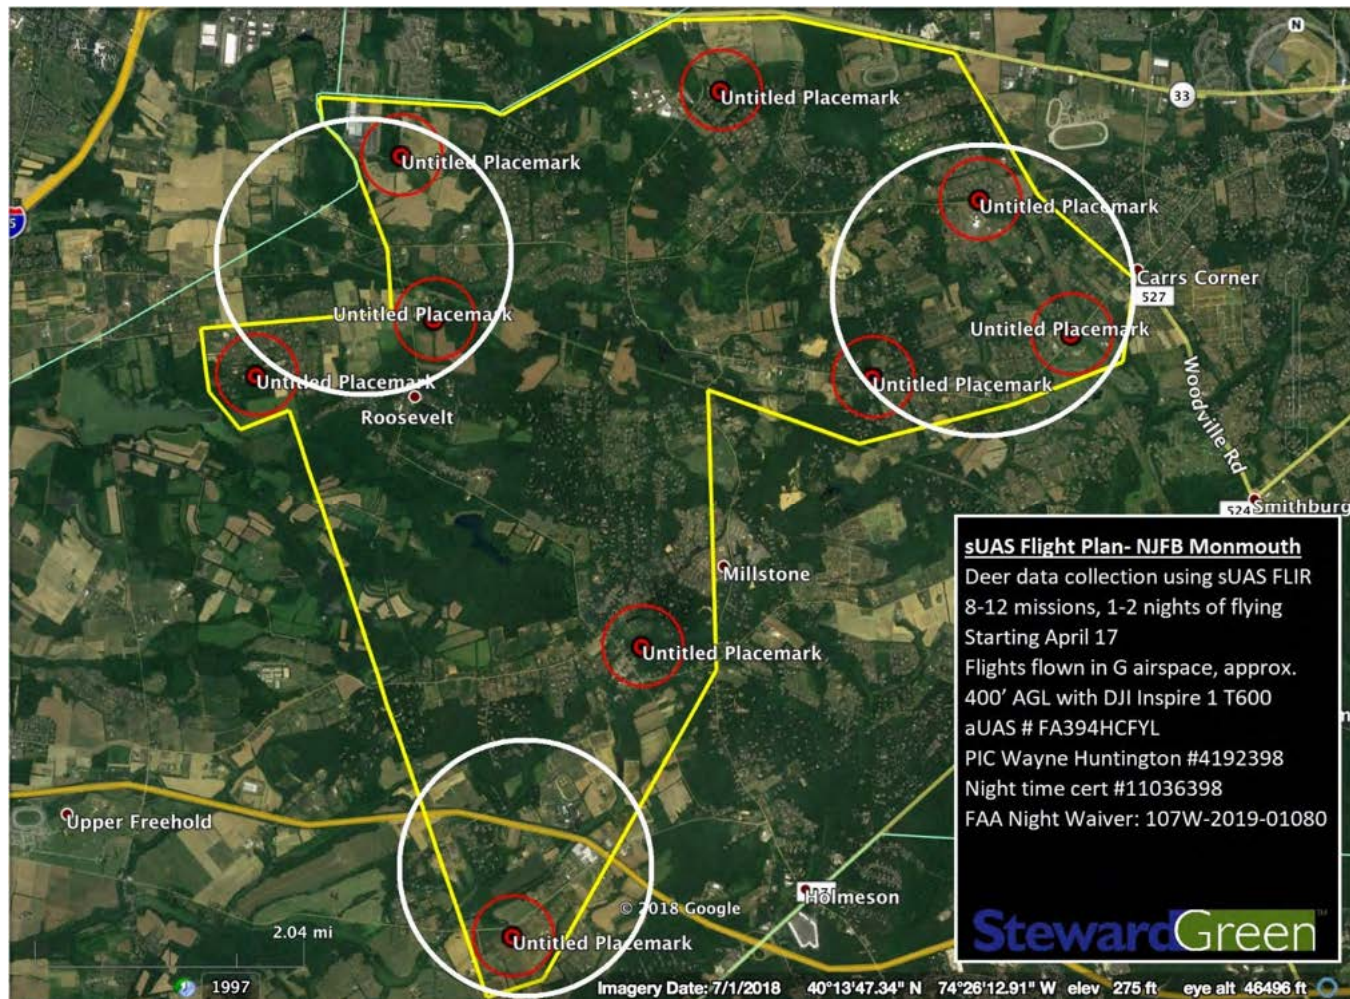 N
33
Untitled Placemark
Untitled Placemark
Untitled Placemark
Carrs Corner
527
Untitled Placemark
Untitled Placemark
Untitled Placemark
Untitled Placemark
Roosevelt
Woodville Rd
524
Smithburg
Millstone
Untitled Placemark
sUAS Flight Plan- NJFB Monmouth
Deer data collection using sUAS FLIR
8-12 missions, 1-2 nights of flying
Starting April 17
Flights flown in G airspace, approx.
400' AGL with DJI Inspire 1 T600
aUAS # FA394HCFYL
PIC Wayne Huntington #4192398
Night time cert #11036398
FAA Night Waiver: 107W-2019-01080
StewardGreen™
Upper Freehold
Holmeson
© 2018 Google
2.04 mi
Untitled Placemark
1997
Imagery Date: 7/1/2018 40°13'47.34" N 74°26'12.91" W elev 275 ft eye alt 46496 ft